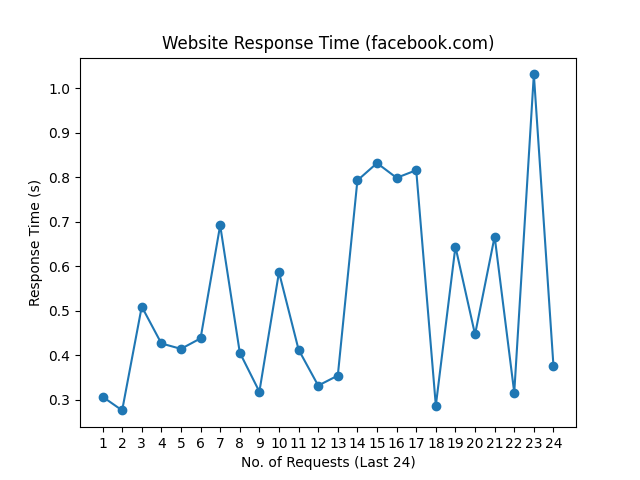 Website Response Time (facebook.com)
1.0
0.9
0.8
0.7
0.6
0.5
0.4
0.3
Response Time (s)
1 2 3 4 5 6 7 8 9 10 11 12 13 14 15 16 17 18 19 20 21 22 23 24
No. of Requests (Last 24)